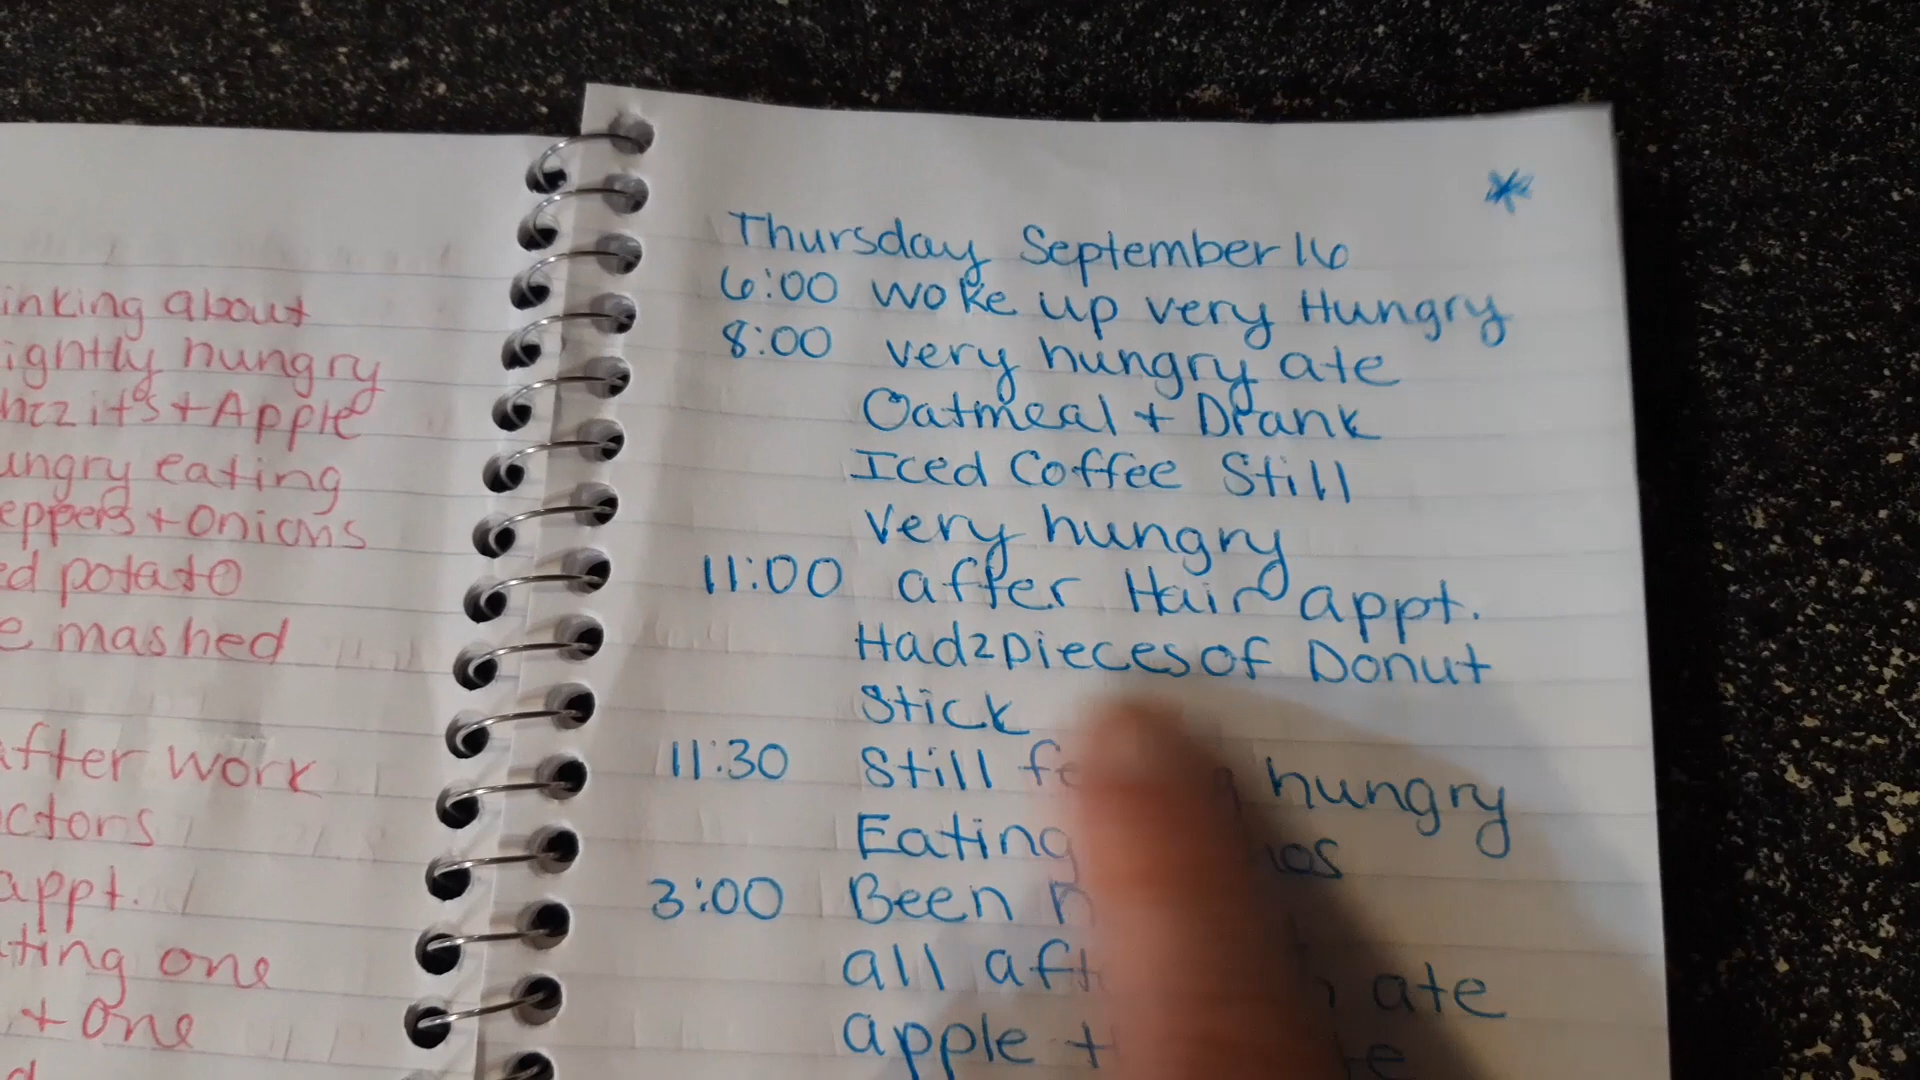 inking about
ightly hungry
hcz it's + Apple
ungry eating
eppers + onions
ed potato
e mashed
after work
ctors
appt.
ting one
+ one
Thursday September 16
6:00 woke up very Hungry
8:00 very hungry ate
Oatmeal + Drank
Iced Coffee Still
very hungry
11:00 after Hair appt.
Had 2 pieces of Donut
Stick
11:30 Still hungry
Eating
3:00 Been
all ate
apple +